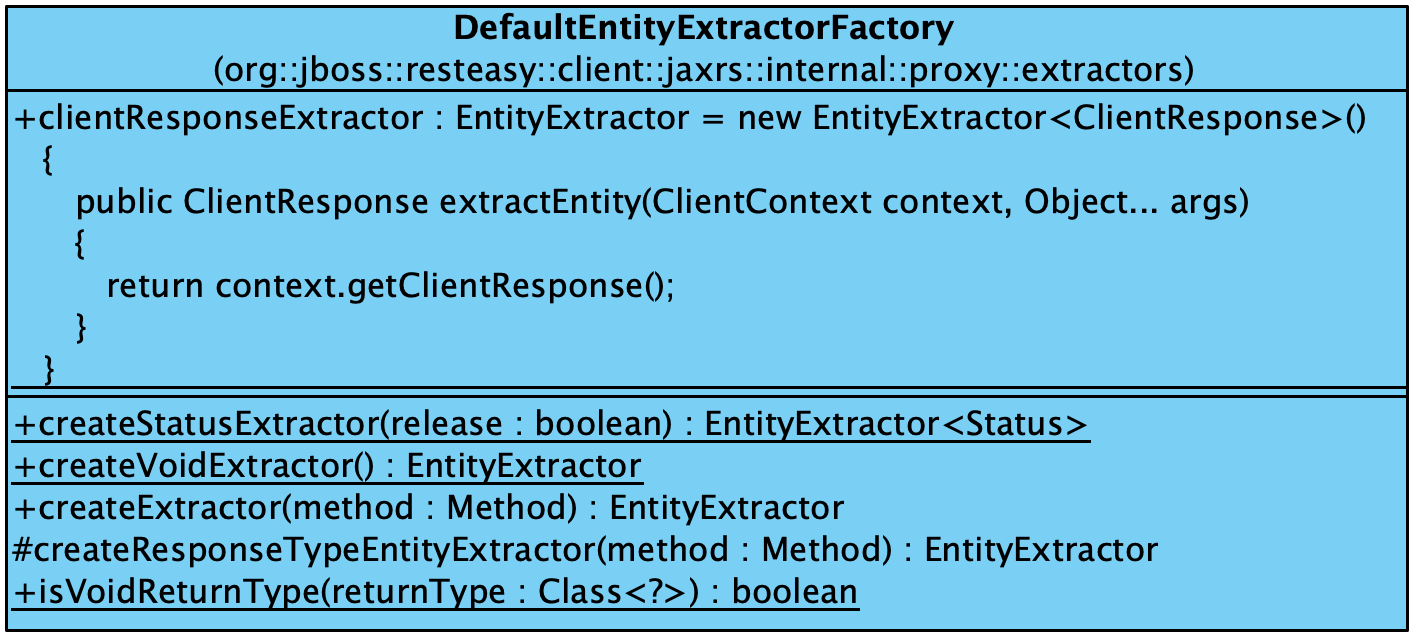 DefaultEntityExtractorFactory
(org::jboss::resteasy::client::jaxrs::internal::proxy::extractors)
+clientResponseExtractor : EntityExtractor = new EntityExtractor<ClientResponse>()
{
public ClientResponse extractEntity(ClientContext context, Object... args)
{
return context.getClientResponse();
}
}
+createStatusExtractor(release : boolean) : EntityExtractor<Status>
+createVoidExtractor() : EntityExtractor
+createExtractor(method : Method) : EntityExtractor
#createResponseTypeEntityExtractor(method : Method) : EntityExtractor
+isVoidReturnType(returnType : Class<?>) : boolean